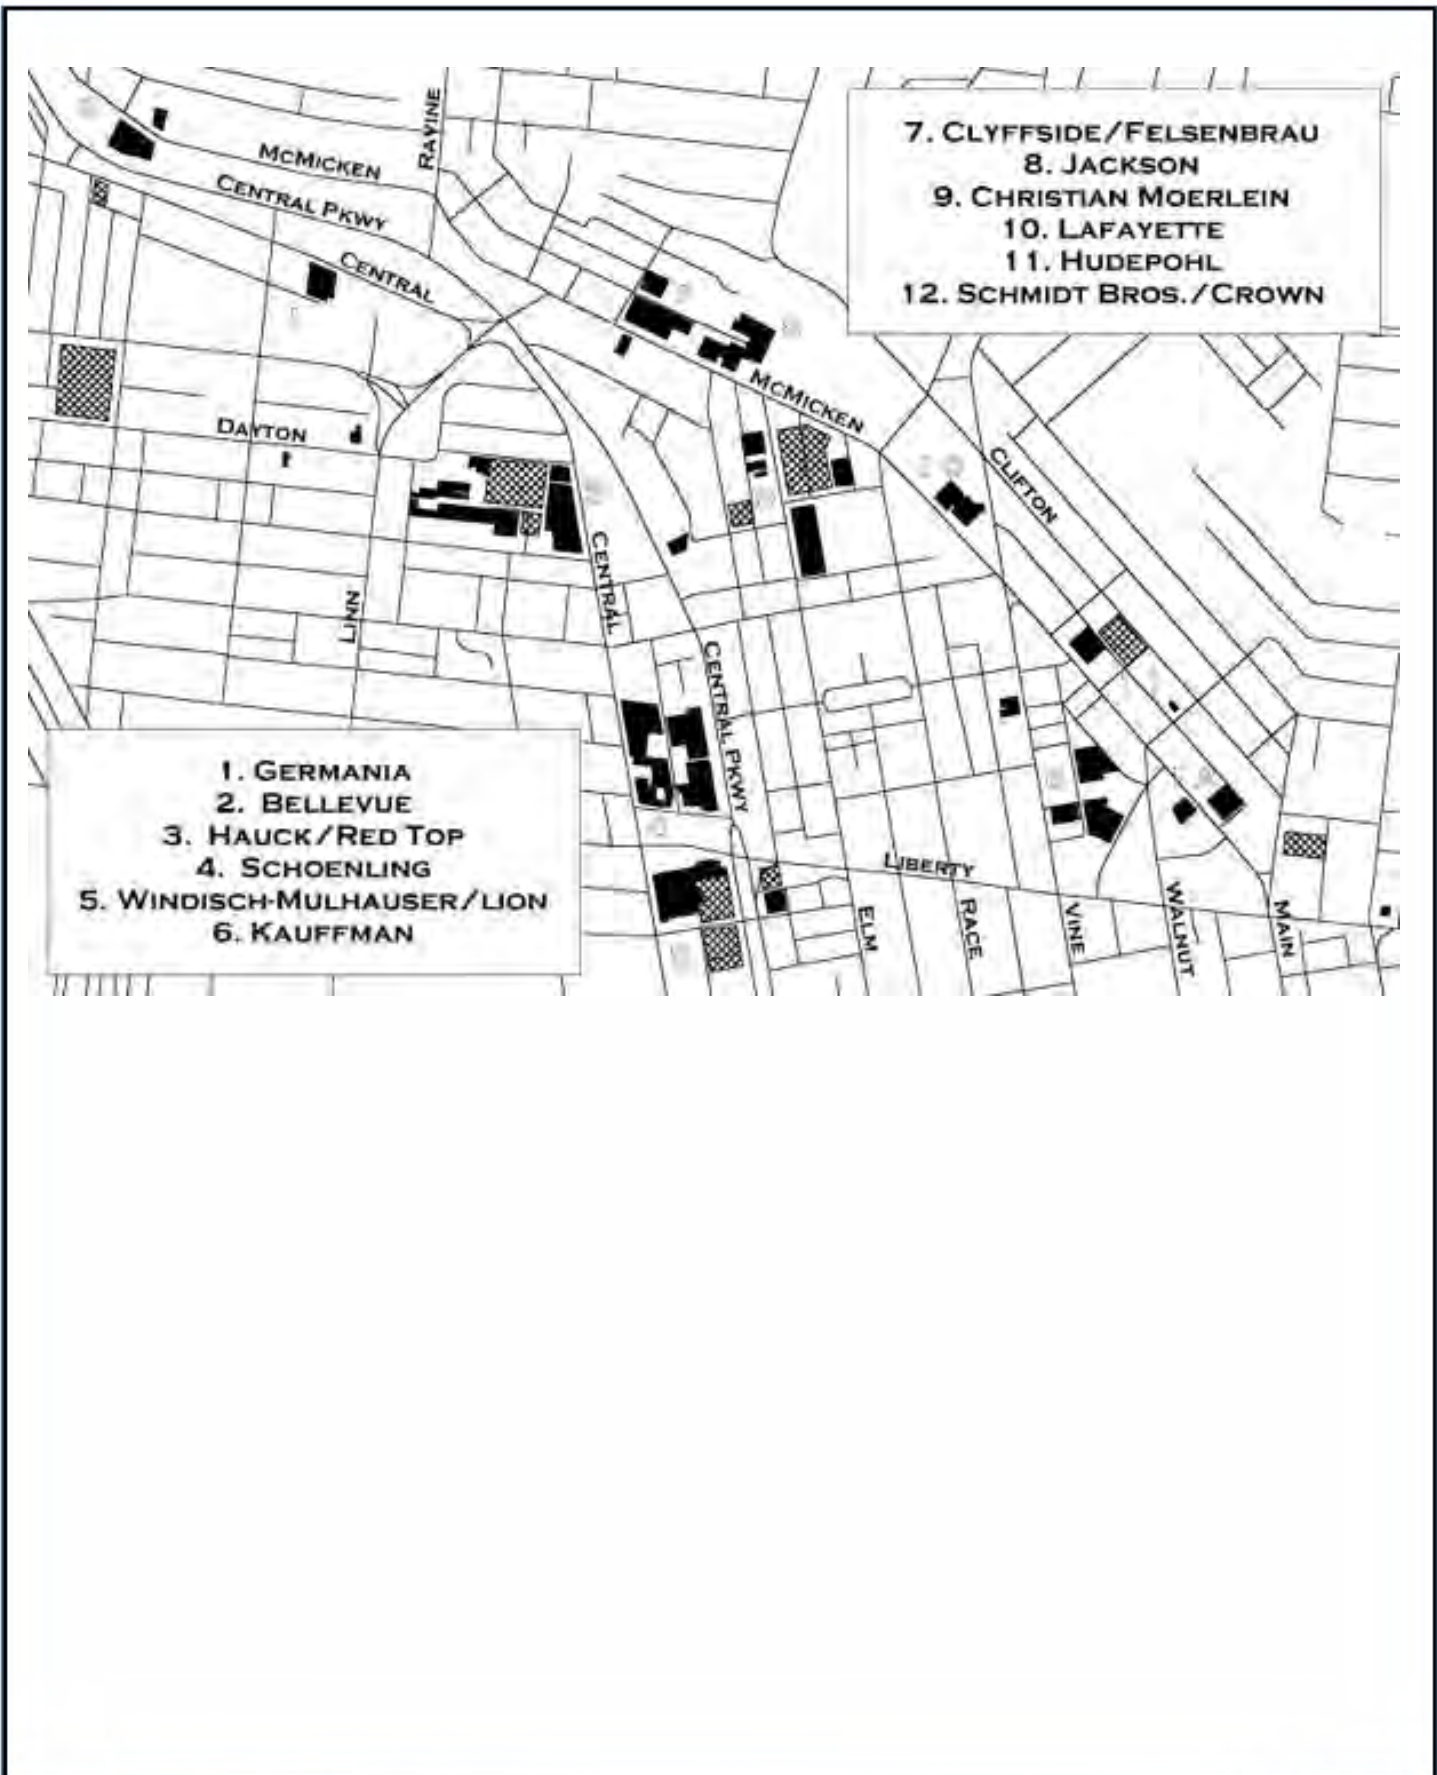 RAVINE
McMICKEN
CENTRAL PKWY
CENTRAL
7. CLYFFSIDE/FELSENBRAU
8. JACKSON
9. CHRISTIAN MOERLEIN
10. LAFAYETTE
11. HUDEPOHL
12. SCHMIDT BROS./CROWN
McMICKEN
DAYTON
CLIFTON
CENTRAL
LINN
CENTRAL PKWY
1. GERMANIA
2. BELLEVUE
3. HAUCK/RED TOP
4. SCHOENLING
5. WINDISCH-MULHAUSER/LION
6. KAUFFMAN
LIBERTY
ELM
RACE
VINE
WALNUT
MAIN